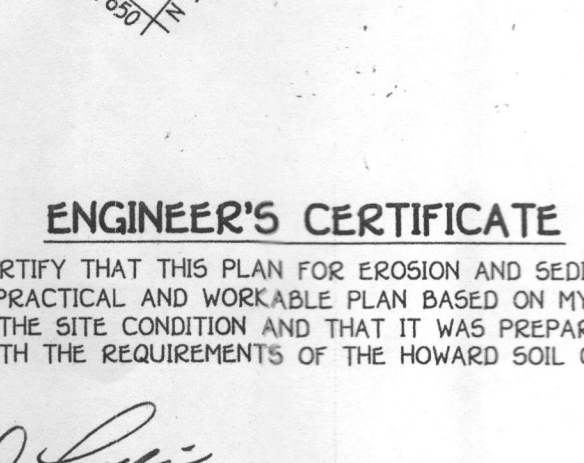 650
N
ENGINEER'S CERTIFICATE
RTIFY THAT THIS PLAN FOR EROSION AND SEDI
PRACTICAL AND WORKABLE PLAN BASED ON MY
THE SITE CONDITION AND THAT IT WAS PREPAR
TH THE REQUIREMENTS OF THE HOWARD SOIL